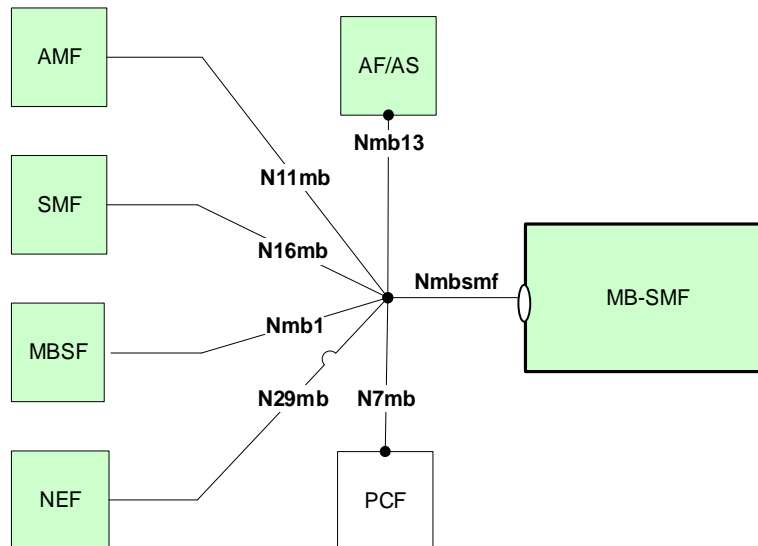 AMF
AF/AS
Nmb13
N11mb
SMF
N16mb
Nmbsmf
MB-SMF
Nmb1
MBSF
N29mb
N7mb
NEF
PCF